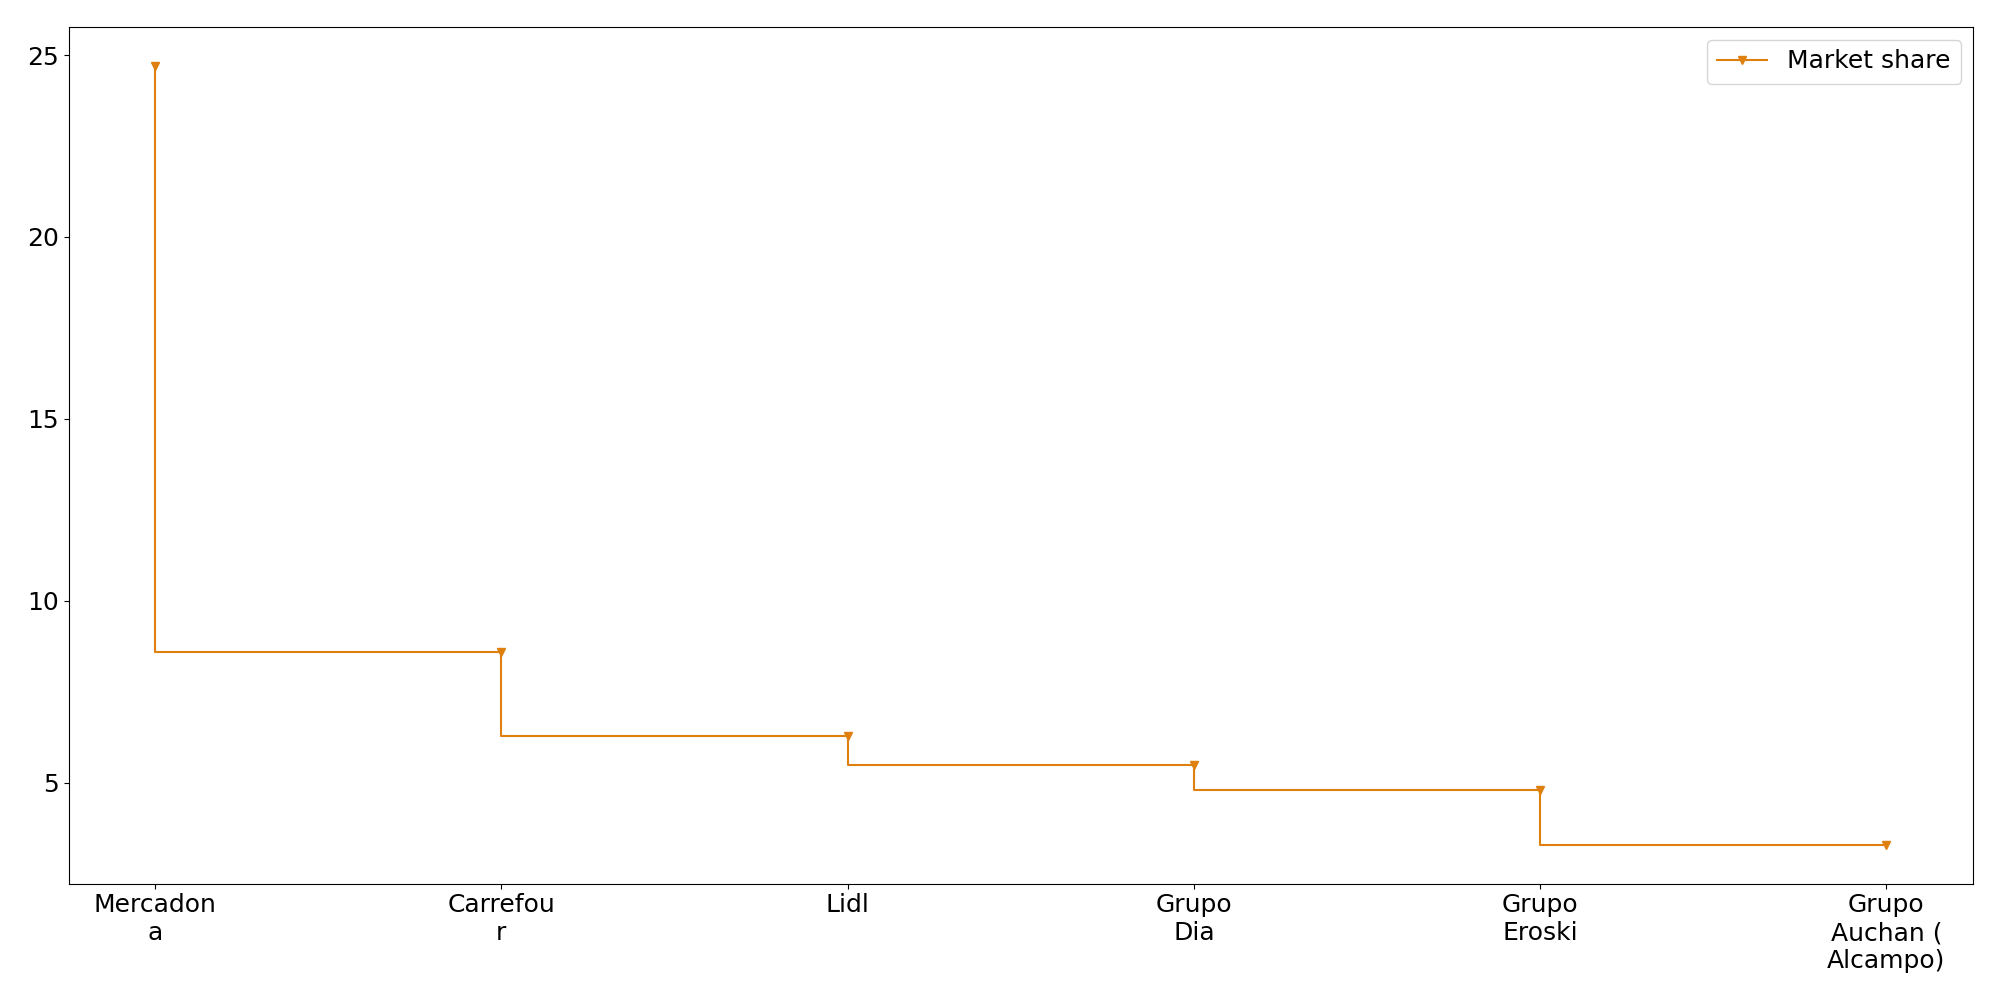 Market share
25
20
15
10
5
Mercadon
a
Carrefou
r
Lidl
Grupo
Dia
Grupo
Eroski
Grupo
Auchan (
Alcampo)